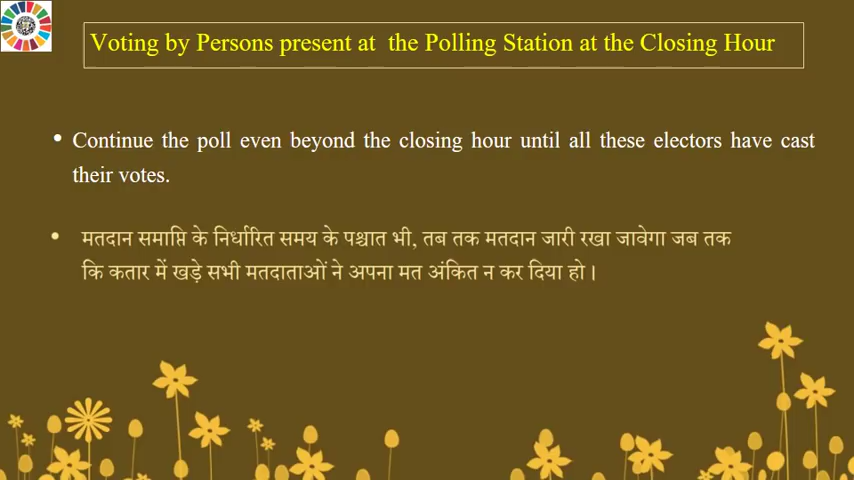 Voting by Persons present at the Polling Station at the Closing Hour
• Continue the poll even beyond the closing hour until all these electors have cast
their votes.
• मतदान समाप्ति के निर्धारित समय के पश्चात भी, तब तक मतदान जारी रखा जावेगा जब तक
कि कतार में खड़े सभी मतदाताओं ने अपना मत अंकित न कर दिया हो ।